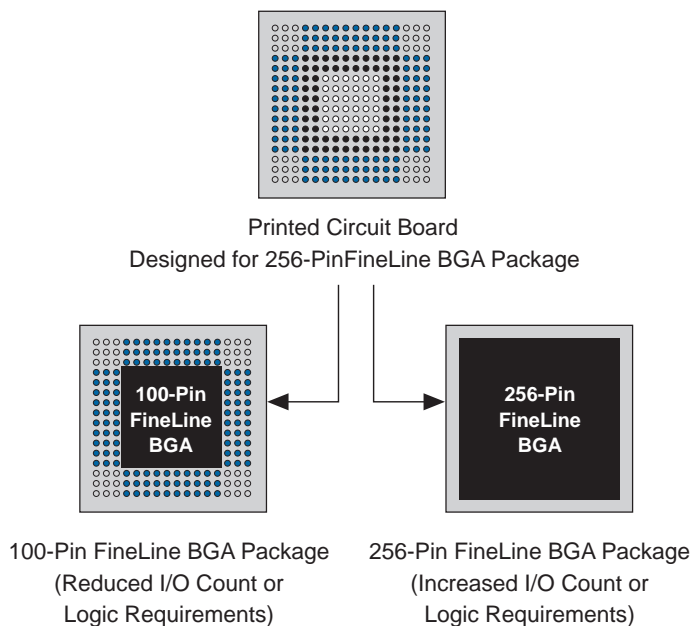 Printed Circuit Board
Designed for 256-PinFineLine BGA Package
100-Pin
FineLine
BGA
256-Pin
FineLine
BGA
100-Pin FineLine BGA Package
(Reduced I/O Count or
Logic Requirements)
256-Pin FineLine BGA Package
(Increased I/O Count or
Logic Requirements)